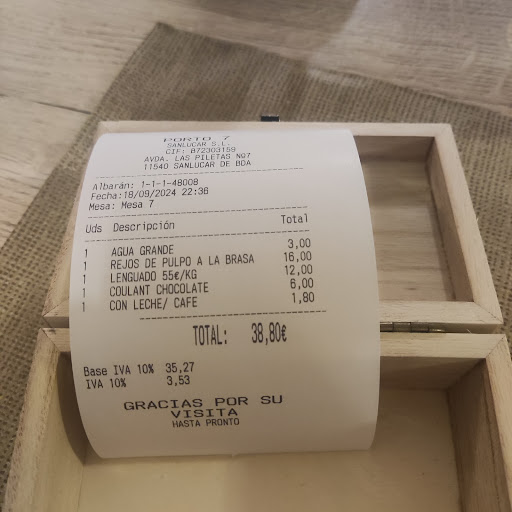 PORTO 7
SANLUCAR S.L.
CIF: B72303159
AVDA. LAS PILETAS Nº7
11540 SANLUCAR DE BDA
Albarán: 1-1-1-48008
Fecha:18/09/2024 22:36
Mesa: Mesa 7
Uds Descripción Total
1 AGUA GRANDE 3,00
1 REJOS DE PULPO A LA BRASA 16,00
1 LENGUADO 55€/KG 12,00
1 COULANT CHOCOLATE 6,00
1 CON LECHE/ CAFE 1,80
TOTAL: 38,80€
Base IVA 10% 35,27
IVA 10% 3,53
GRACIAS POR SU
VISITA
HASTA PRONTO